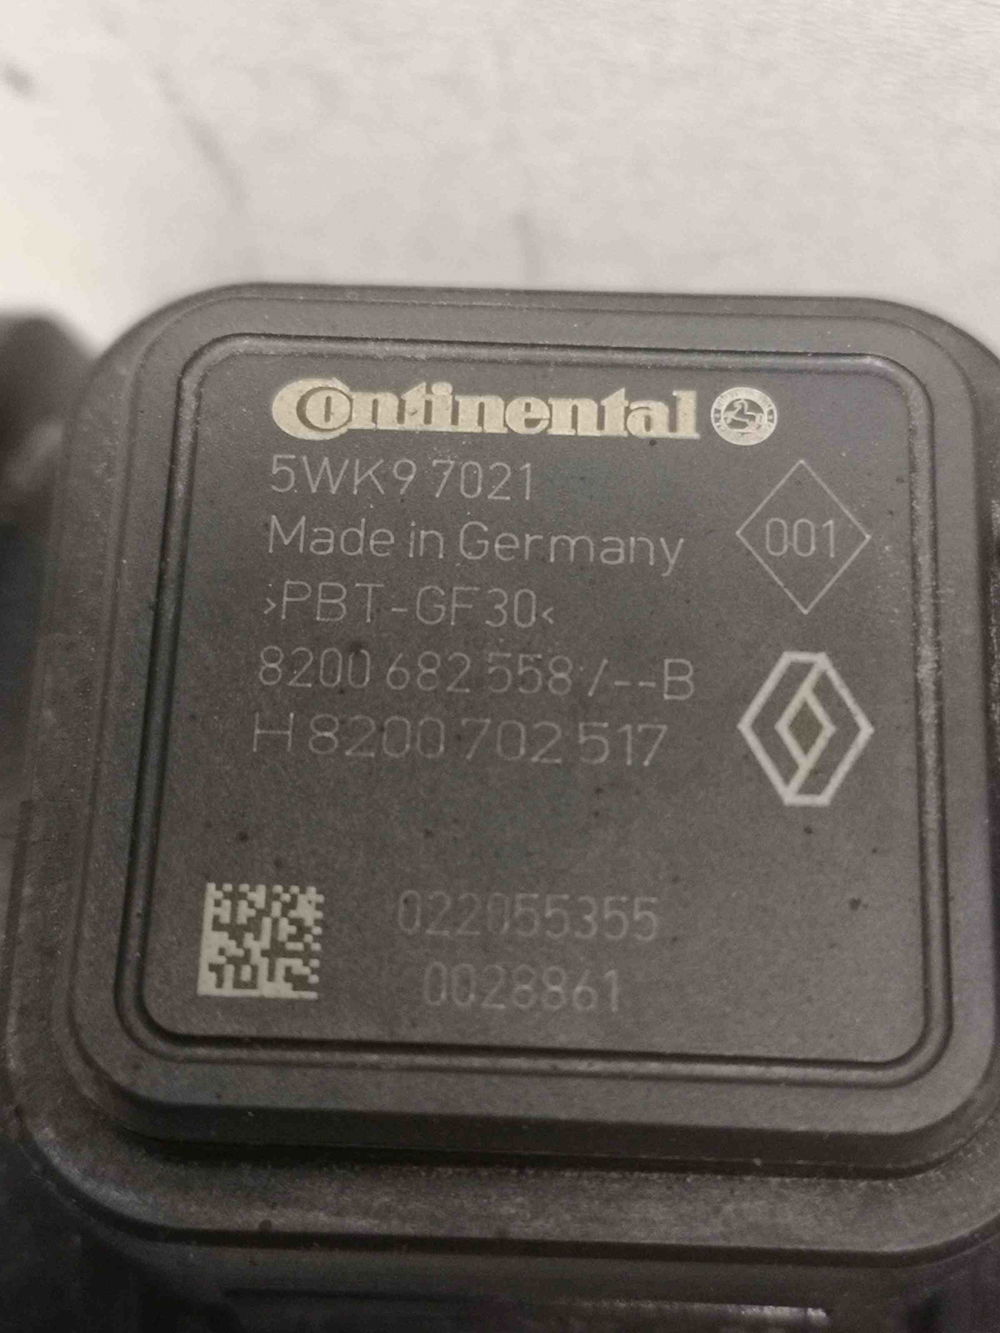 Continental
5WK9 7021
Made in Germany
001
>PBT-GF30<
8200 682 558 /--B
H 8200 702 517
022055355
0028861